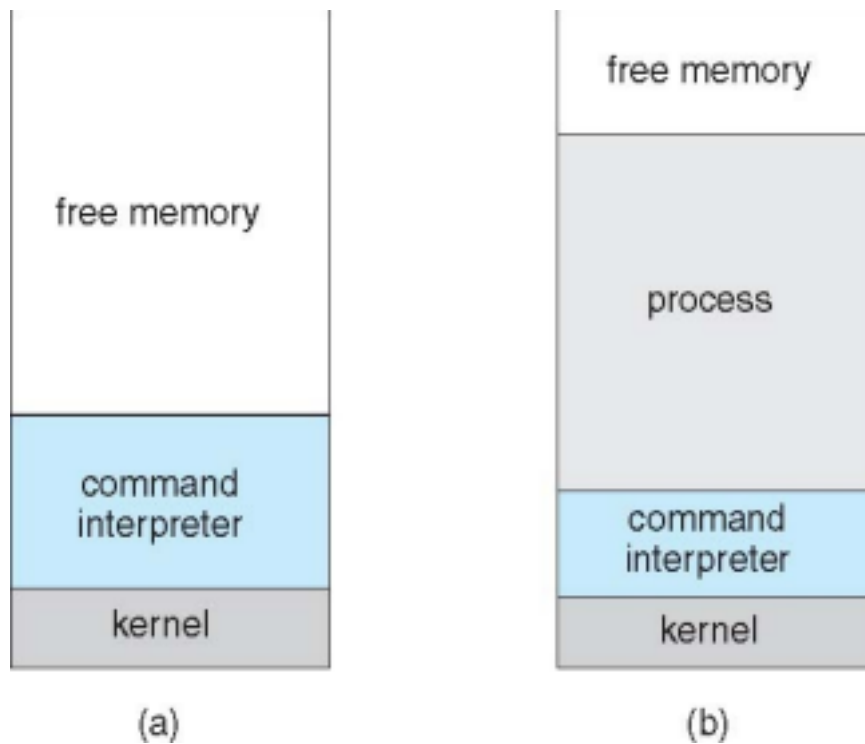 free memory
command
interpreter
kernel
(a)
free memory
process
command
interpreter
kernel
(b)